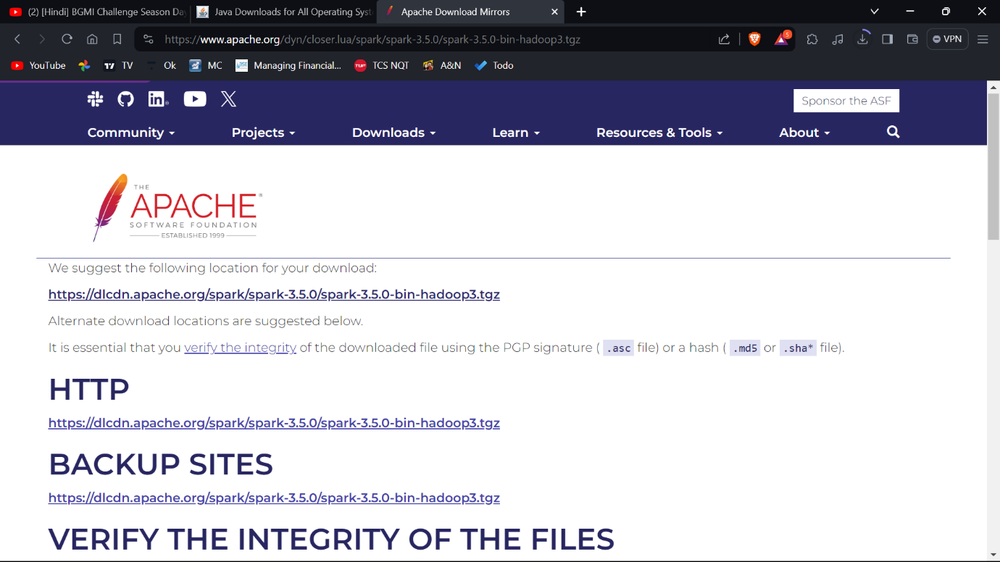 (2) [Hindi] BGMI Challenge Season Da
Java Downloads for All Operating Syst
Apache Download Mirrors
https://www.apache.org/dyn/closer.lua/spark/spark-3.5.0/spark-3.5.0-bin-hadoop3.tgz
5
VPN
YouTube
TV
Ok
MC
Managing Financial...
TCS NQT
A&N
Todo
Sponsor the ASF
Community
Projects
Downloads
Learn
Resources & Tools
About
THE
APACHE®
SOFTWARE FOUNDATION
ESTABLISHED 1999
We suggest the following location for your download:
https://dlcdn.apache.org/spark/spark-3.5.0/spark-3.5.0-bin-hadoop3.tgz
Alternate download locations are suggested below.
It is essential that you verify the integrity of the downloaded file using the PGP signature ( .asc file) or a hash ( .md5 or .sha* file).
HTTP
https://dlcdn.apache.org/spark/spark-3.5.0/spark-3.5.0-bin-hadoop3.tgz
BACKUP SITES
https://dlcdn.apache.org/spark/spark-3.5.0/spark-3.5.0-bin-hadoop3.tgz
VERIFY THE INTEGRITY OF THE FILES